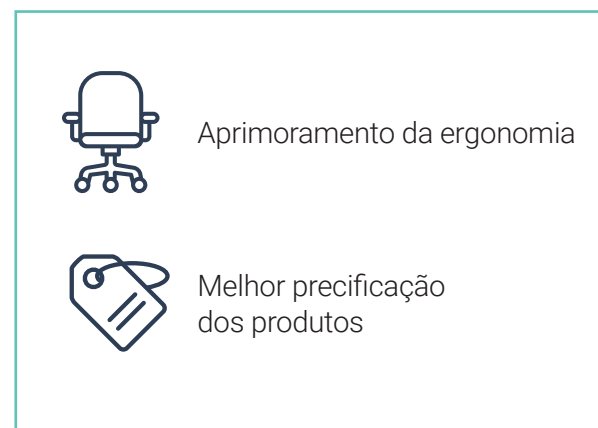 Aprimoramento da ergonomia
Melhor precificação
dos produtos